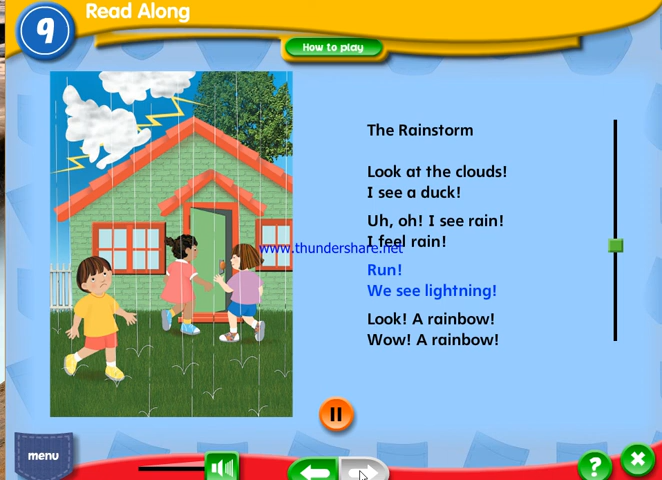 9
Read Along
How to play
The Rainstorm
Look at the clouds!
I see a duck!
Uh, oh! I see rain!
I feel rain!
www.thundershare.net
Run!
We see lightning!
Look! A rainbow!
Wow! A rainbow!
menu
?